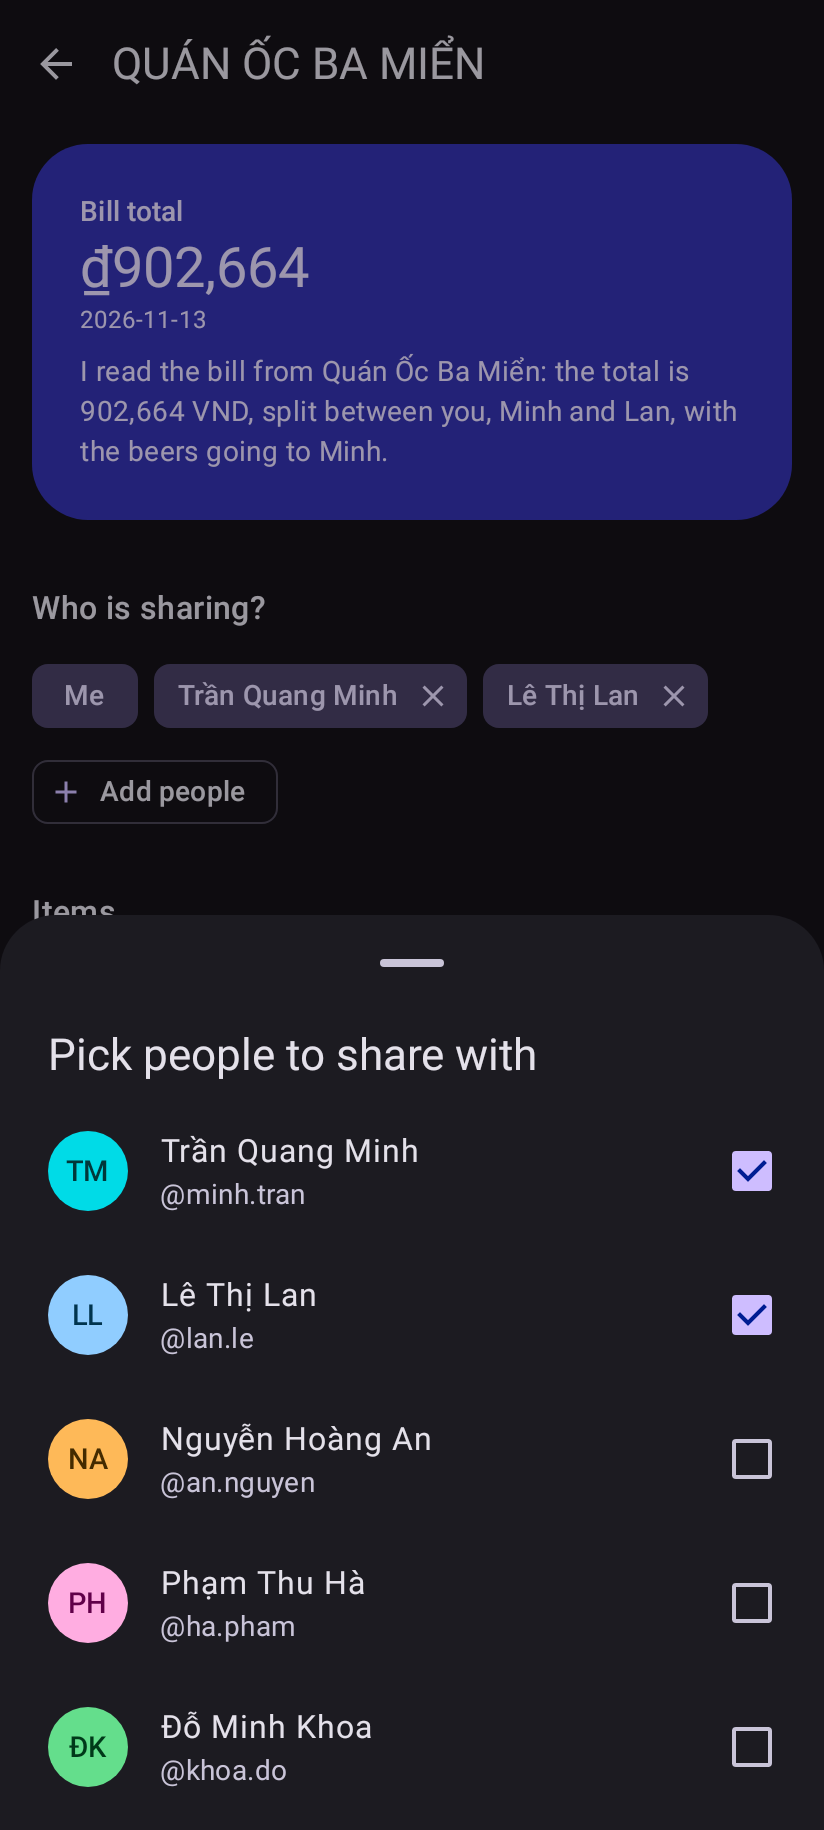 QUÁN ỐC BA MIỂN
Bill total
₫902,664
2026-11-13
I read the bill from Quán Ốc Ba Miển: the total is
902,664 VND, split between you, Minh and Lan, with
the beers going to Minh.
Who is sharing?
Me
Trần Quang Minh
Lê Thị Lan
Add people
Items
Pick people to share with
TM
Trần Quang Minh
@minh.tran
LL
Lê Thị Lan
@lan.le
NA
Nguyễn Hoàng An
@an.nguyen
PH
Phạm Thu Hà
@ha.pham
ĐK
Đỗ Minh Khoa
@khoa.do